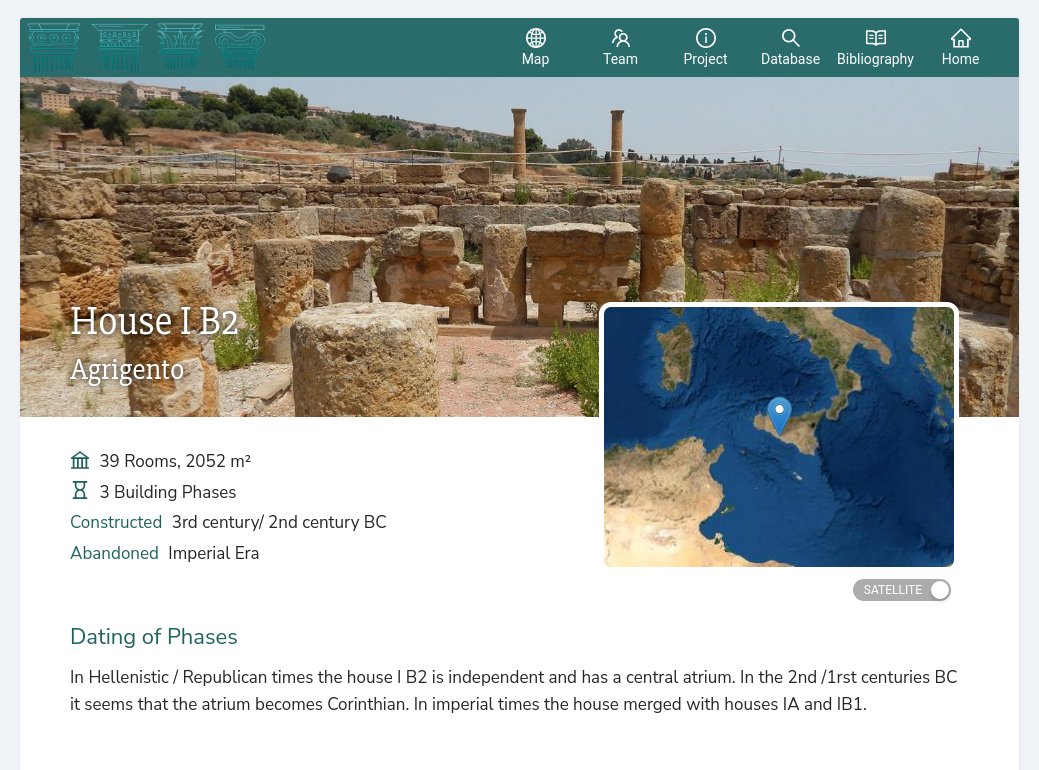 Map Team Project Database Bibliography Home
House I B2
Agrigento
39 Rooms, 2052 m²
3 Building Phases
Constructed 3rd century/ 2nd century BC
Abandoned Imperial Era
SATELLITE
Dating of Phases
In Hellenistic / Republican times the house I B2 is independent and has a central atrium. In the 2nd /1rst centuries BC
it seems that the atrium becomes Corinthian. In imperial times the house merged with houses IA and IB1.